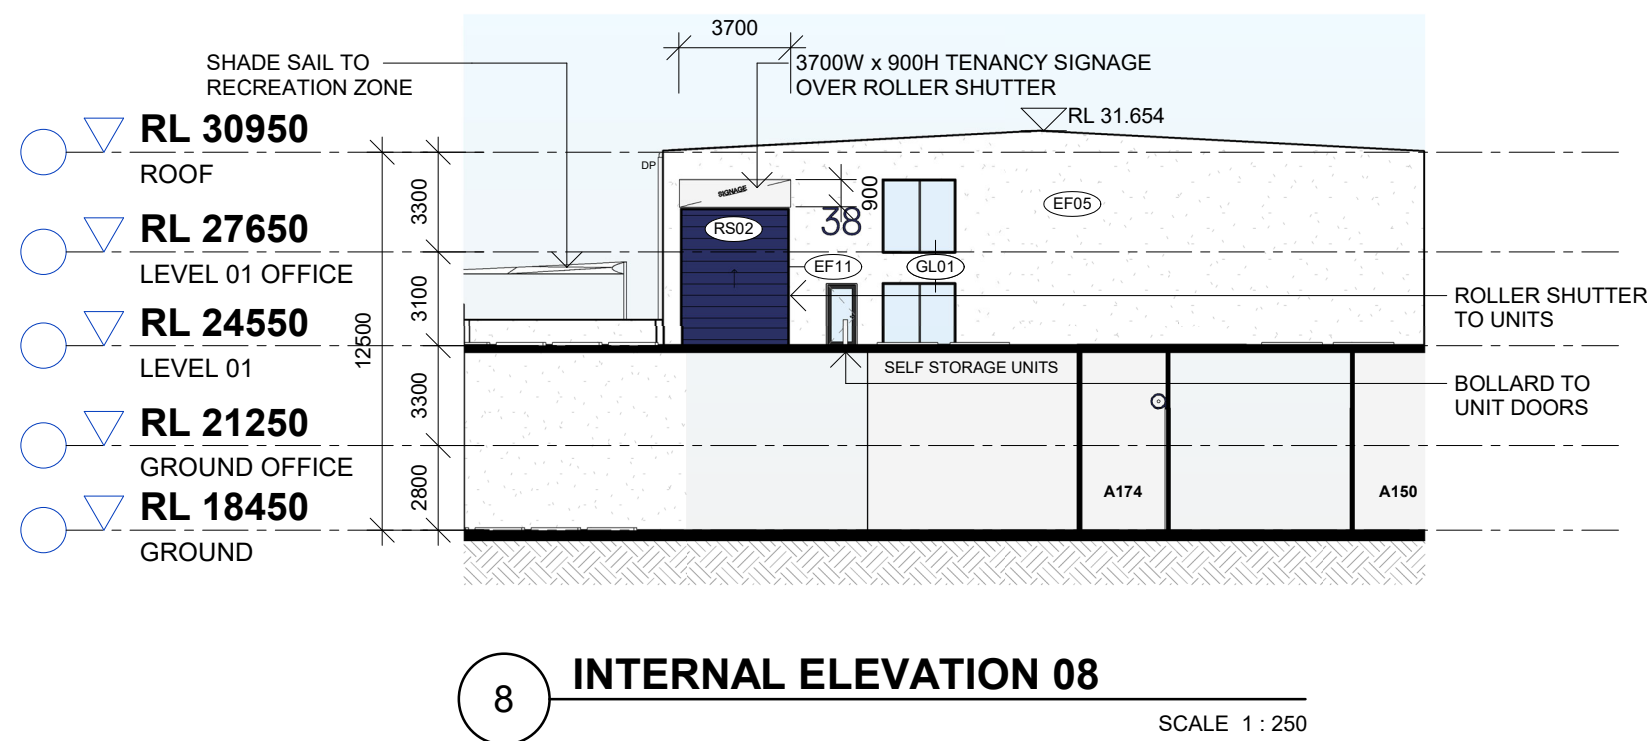 3700
SHADE SAIL TO
RECREATION ZONE
3700W x 900H TENANCY SIGNAGE
OVER ROLLER SHUTTER
RL 31.654
RL 30950
ROOF
DP
SIGNAGE
900
3300
EF05
38
RS02
RL 27650
LEVEL 01 OFFICE
EF11
GL01
3100
ROLLER SHUTTER
TO UNITS
RL 24550
LEVEL 01
12500
SELF STORAGE UNITS
BOLLARD TO
UNIT DOORS
3300
RL 21250
GROUND OFFICE
2800
A174
A150
RL 18450
GROUND
8
INTERNAL ELEVATION 08
SCALE 1 : 250